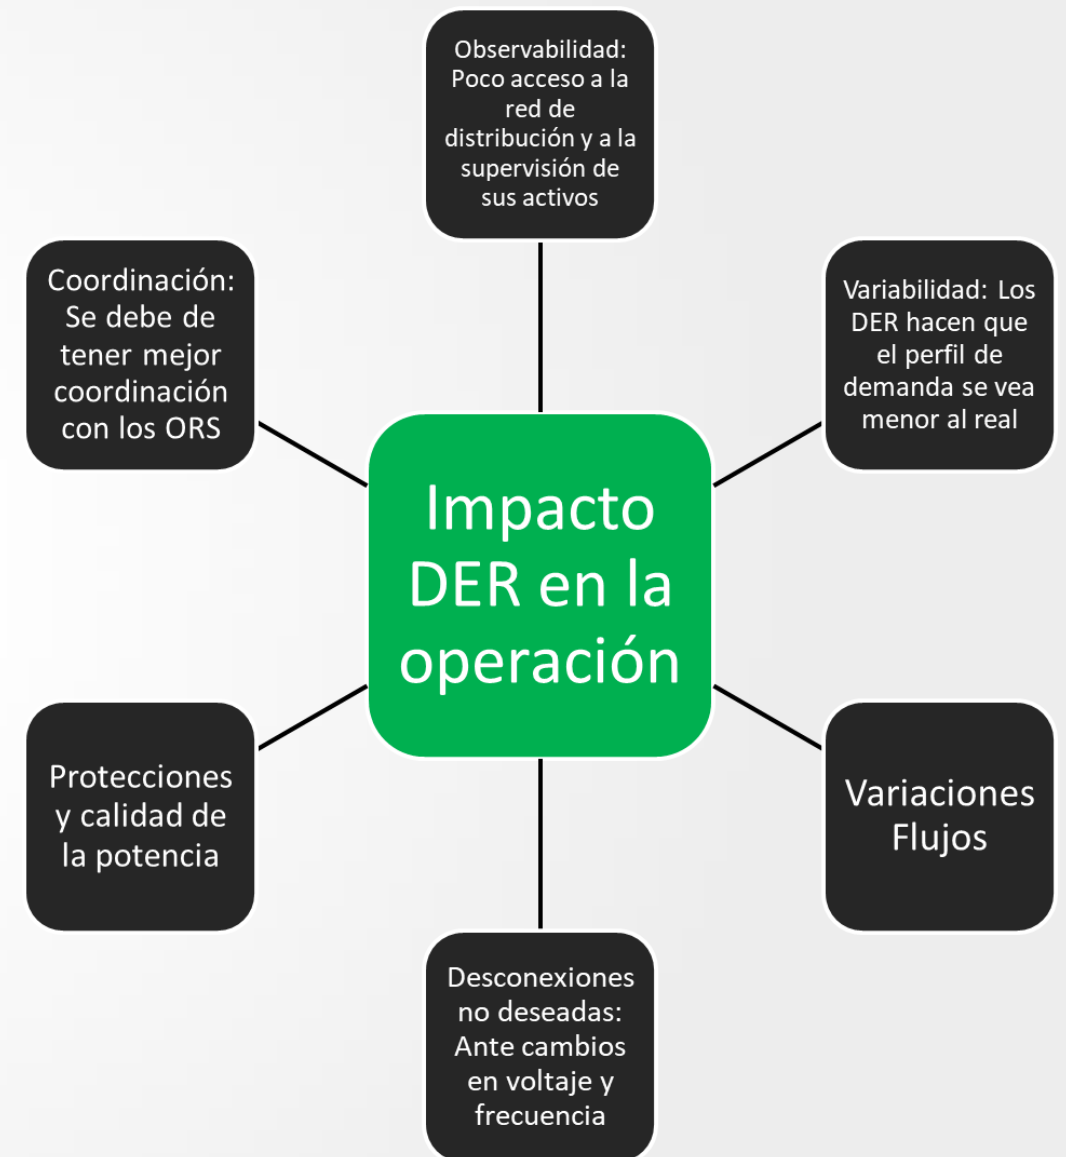 Observabilidad:
Poco acceso a la
red de
distribución y a la
supervisión de
sus activos
Coordinación:
Se debe de
tener mejor
coordinación
con los ORS
Variabilidad: Los
DER hacen que
el perfil de
demanda se vea
menor al real
Impacto
DER en la
operación
Protecciones
y calidad de
la potencia
Variaciones
Flujos
Desconexiones
no deseadas:
Ante cambios
en voltaje y
frecuencia